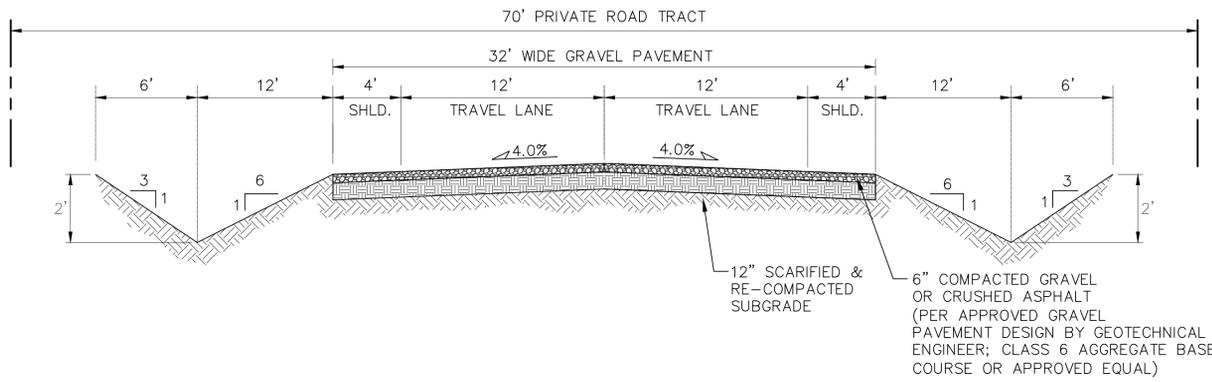 70' PRIVATE ROAD TRACT
32' WIDE GRAVEL PAVEMENT
6' 12' 4' 12' 12' 4' 12' 6'
SHLD. TRAVEL LANE TRAVEL LANE SHLD.
4.0% 4.0%
3 6 6 3
1 1 1 1
2' 2'
12" SCARIFIED &
RE-COMPACTED
SUBGRADE
6" COMPACTED GRAVEL
OR CRUSHED ASPHALT
(PER APPROVED GRAVEL
PAVEMENT DESIGN BY GEOTECHNICAL
ENGINEER; CLASS 6 AGGREGATE BASE
COURSE OR APPROVED EQUAL)